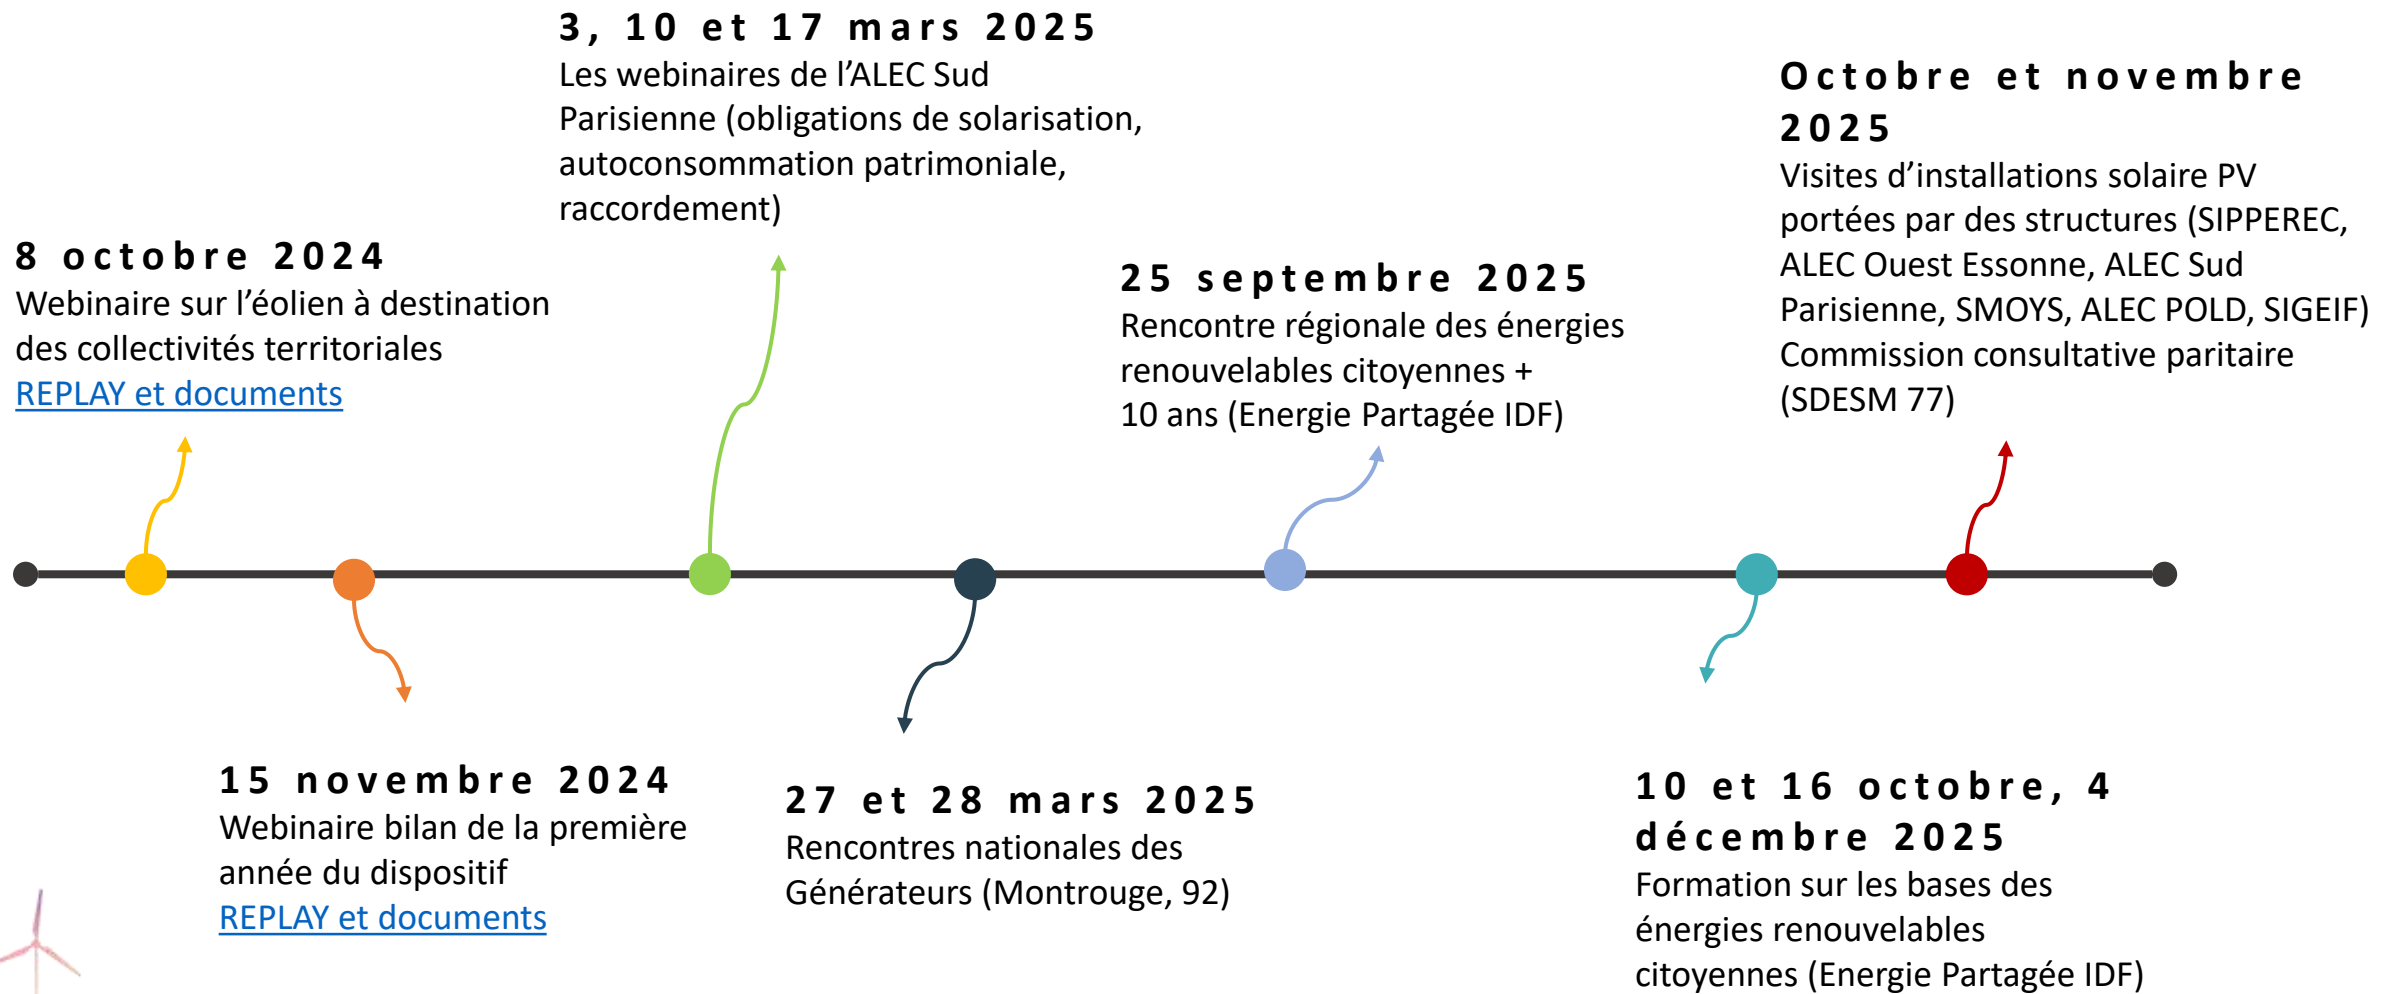 8 octobre 2024
Webinaire sur l’éolien à destination
des collectivités territoriales
REPLAY et documents
15 novembre 2024
Webinaire bilan de la première
année du dispositif
REPLAY et documents
3, 10 et 17 mars 2025
Les webinaires de l’ALEC Sud
Parisienne (obligations de solarisation,
autoconsommation patrimoniale,
raccordement)
27 et 28 mars 2025
Rencontres nationales des
Générateurs (Montrouge, 92)
25 septembre 2025
Rencontre régionale des énergies
renouvelables citoyennes +
10 ans (Energie Partagée IDF)
10 et 16 octobre, 4
décembre 2025
Formation sur les bases des
énergies renouvelables
citoyennes (Energie Partagée IDF)
Octobre et novembre
2025
Visites d’installations solaire PV
portées par des structures (SIPPEREC,
ALEC Ouest Essonne, ALEC Sud
Parisienne, SMOYS, ALEC POLD, SIGEIF)
Commission consultative paritaire
(SDESM 77)